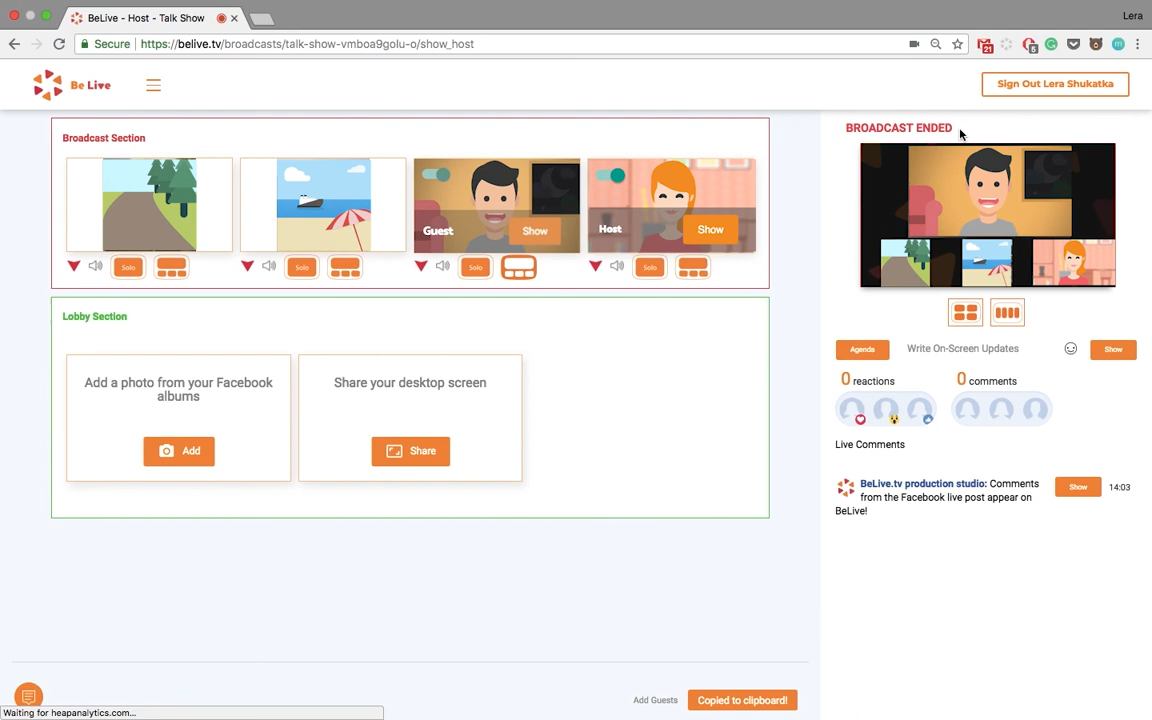 BeLive - Host - Talk Show
Lera
Secure
https://belive.tv/broadcasts/talk-show-vmboa9golu-o/show_host
21
5
m
Be Live
Sign Out Lera Shukatka
Broadcast Section
BROADCAST ENDED
Guest
Show
Host
Show
Solo
Solo
Solo
Solo
Lobby Section
Add a photo from your Facebook
albums
Add
Share your desktop screen
Share
Agenda
Write On-Screen Updates
Show
0 reactions
0 comments
Live Comments
BeLive.tv production studio: Comments
from the Facebook live post appear on
BeLive!
Show
14:03
Add Guests
Copied to clipboard!
Waiting for heapanalytics.com...